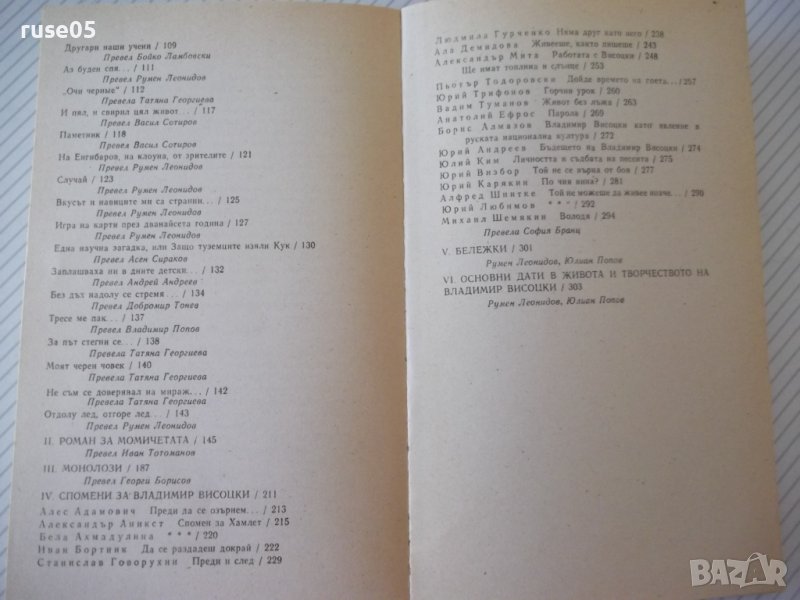 ruse05
Другари наши учени / 109
Превел Бойко Ламбовски
Аз буден спя... / 111
Превел Румен Леонидов
„Очи черные“ / 112
Превела Татяна Георгиева
И пял, и свирил цял живот... / 117
Превел Васил Сотиров
Паметник / 118
Превел Васил Сотиров
На Енгибаров, на клоуна, от зрителите / 121
Превел Румен Леонидов
Случай / 123
Превел Румен Леонидов
Вкусът и навиците ми са странни... / 125
Превел Румен Леонидов
Игра на карти през дванайсета година / 127
Превел Румен Леонидов
Една научна загадка, или Защо туземците изяли Кук / 130
Превел Асен Сираков
Заплашваха ни в дните детски... / 132
Превел Андрей Андреев
Без дъх надолу се стремя... / 134
Превел Добромир Тонев
Тресе ме пак... / 137
Превел Владимир Попов
За път стегни се... / 138
Превела Татяна Георгиева
Моят черен човек / 140
Превела Татяна Георгиева
Не съм се доверявал на мираж... / 142
Превела Татяна Георгиева
Отдолу лед, отгоре лед... / 143
Превел Румен Леонидов
II. РОМАН ЗА МОМИЧЕТАТА / 145
Превел Иван Тотоманов
III. МОНОЛОЗИ / 187
Превел Георги Борисов
IV. СПОМЕНИ ЗА ВЛАДИМИР ВИСОЦКИ / 211
Алес Адамович Преди да се озърнем... / 213
Александър Аникст Спомен за Хамлет / 215
Бела Ахмадулина *** / 220
Иван Бортник Да се раздадеш докрай / 222
Станислав Говорухин Преди и след / 229
Людмила Гурченко Няма друг като него / 238
Ала Демидова Живееше, както пишеше / 243
Александър Мита Работата с Висоцки / 248
Ще имат топлина и слънце / 253
Пьотър Тодоровски Дойде времето на поета... / 257
Юрий Трифонов Горчив урок / 260
Вадим Туманов Живот без лъжа / 263
Анатолий Ефрос Парола / 269
Борис Алмазов Владимир Висоцки като явление в
руската национална култура / 272
Юрий Андреев Бъдещето на Владимир Висоцки / 274
Юлий Ким Личността и съдбата на песента / 275
Юрий Визбор Той не се върна от боя / 277
Юрий Карякин По чия вина? / 281
Алфред Шнитке Той не можеше да живее повече... / 290
Юрий Любимов *** / 292
Михаил Шемякин Володя / 294
Превела София Бранц
V. БЕЛЕЖКИ / 301
Румен Леонидов, Юлиан Попов
VI. ОСНОВНИ ДАТИ В ЖИВОТА И ТВОРЧЕСТВОТО НА
ВЛАДИМИР ВИСОЦКИ / 303
Румен Леонидов, Юлиан Попов
BAZAR